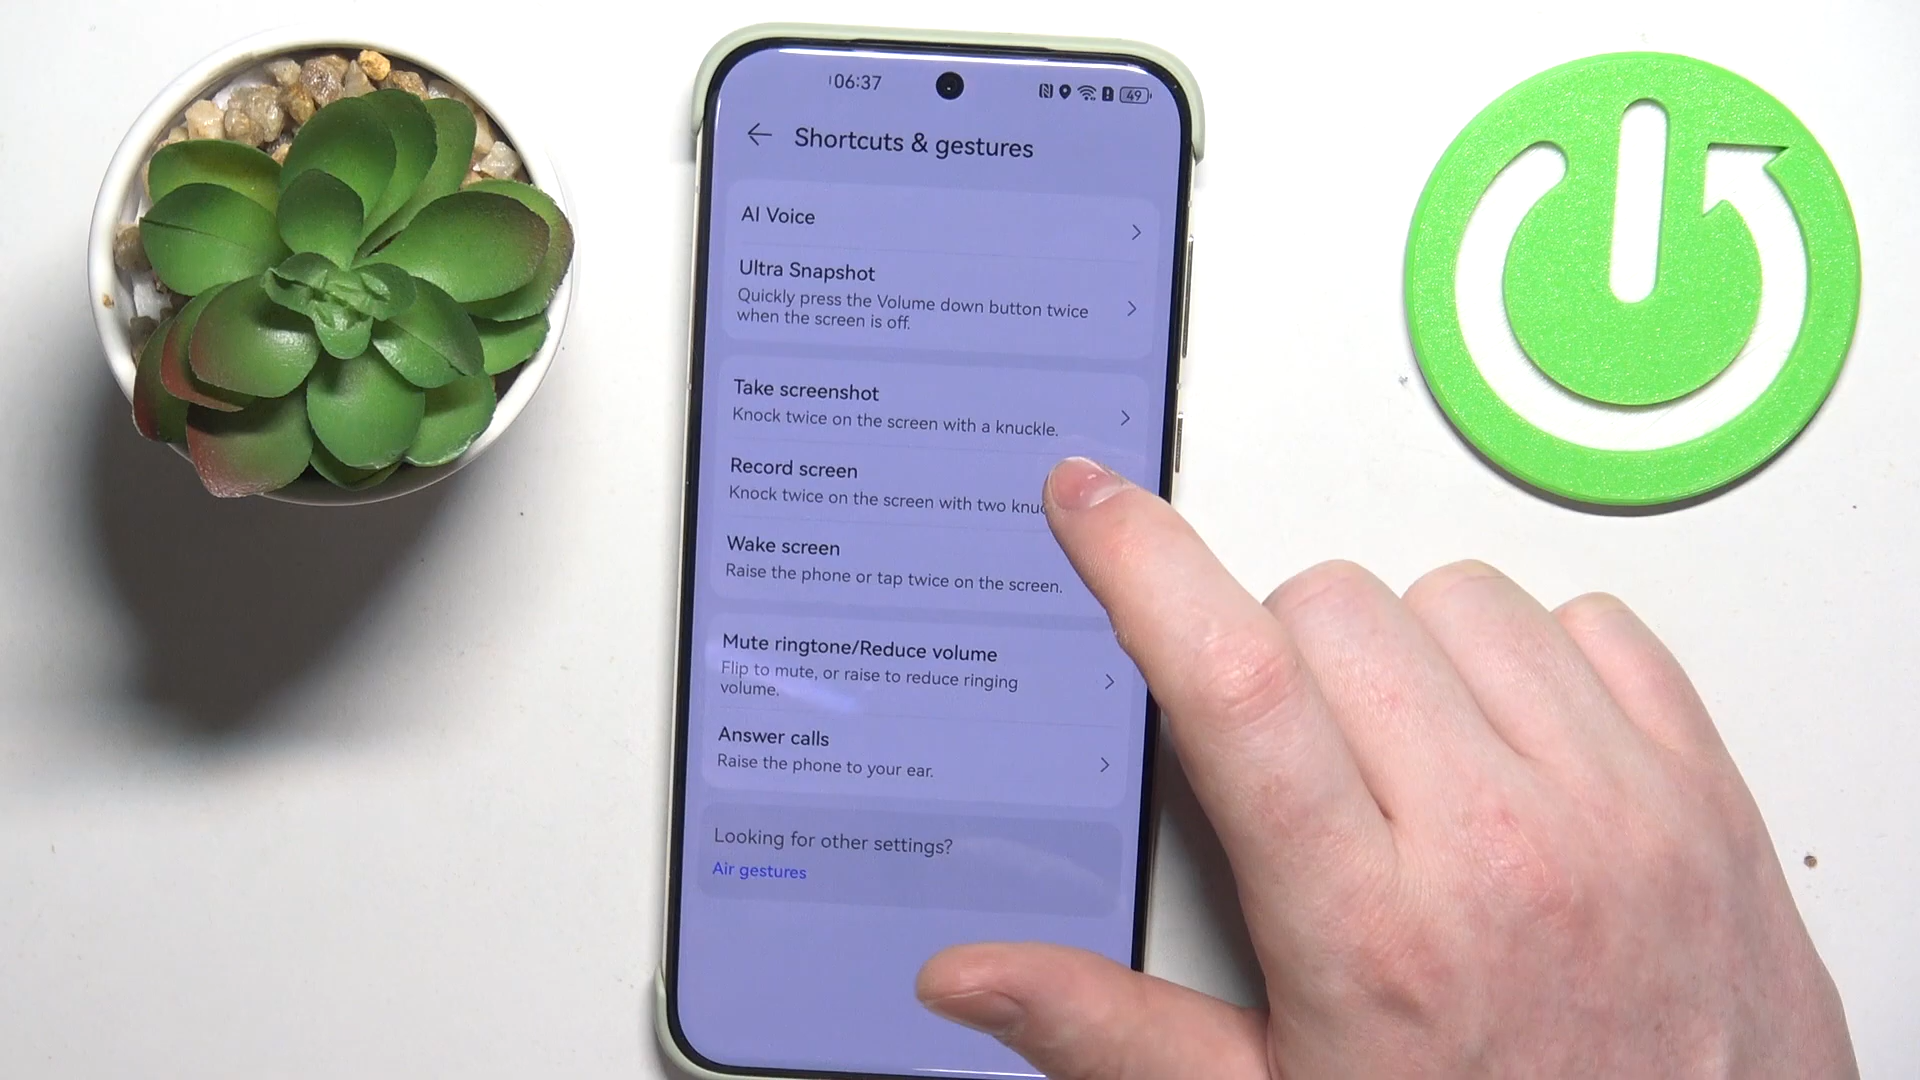 06:37
49
Shortcuts & gestures
AI Voice
Ultra Snapshot
Quickly press the Volume down button twice
when the screen is off.
Take screenshot
Knock twice on the screen with a knuckle.
Record screen
Knock twice on the screen with two
Wake screen
Raise the phone or tap twice on the screen.
Mute ringtone/Reduce volume
Flip to mute, or raise to reduce ringing
volume.
Answer calls
Raise the phone to your ear.
Looking for other settings?
Air gestures